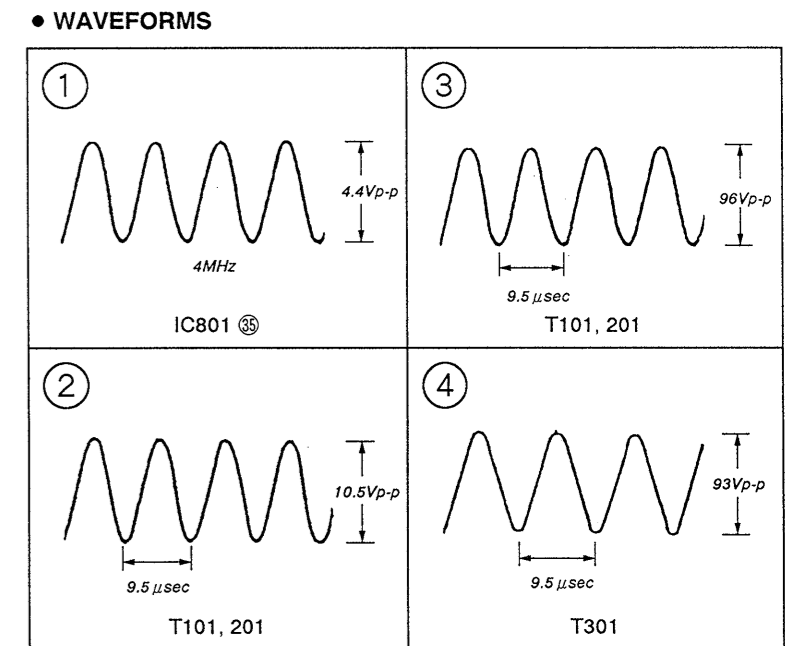 ● WAVEFORMS
①
4.4Vp-p
4MHz
IC801 ㉟
③
96Vp-p
9.5 μsec
T101, 201
②
10.5Vp-p
9.5 μsec
T101, 201
④
93Vp-p
9.5 μsec
T301